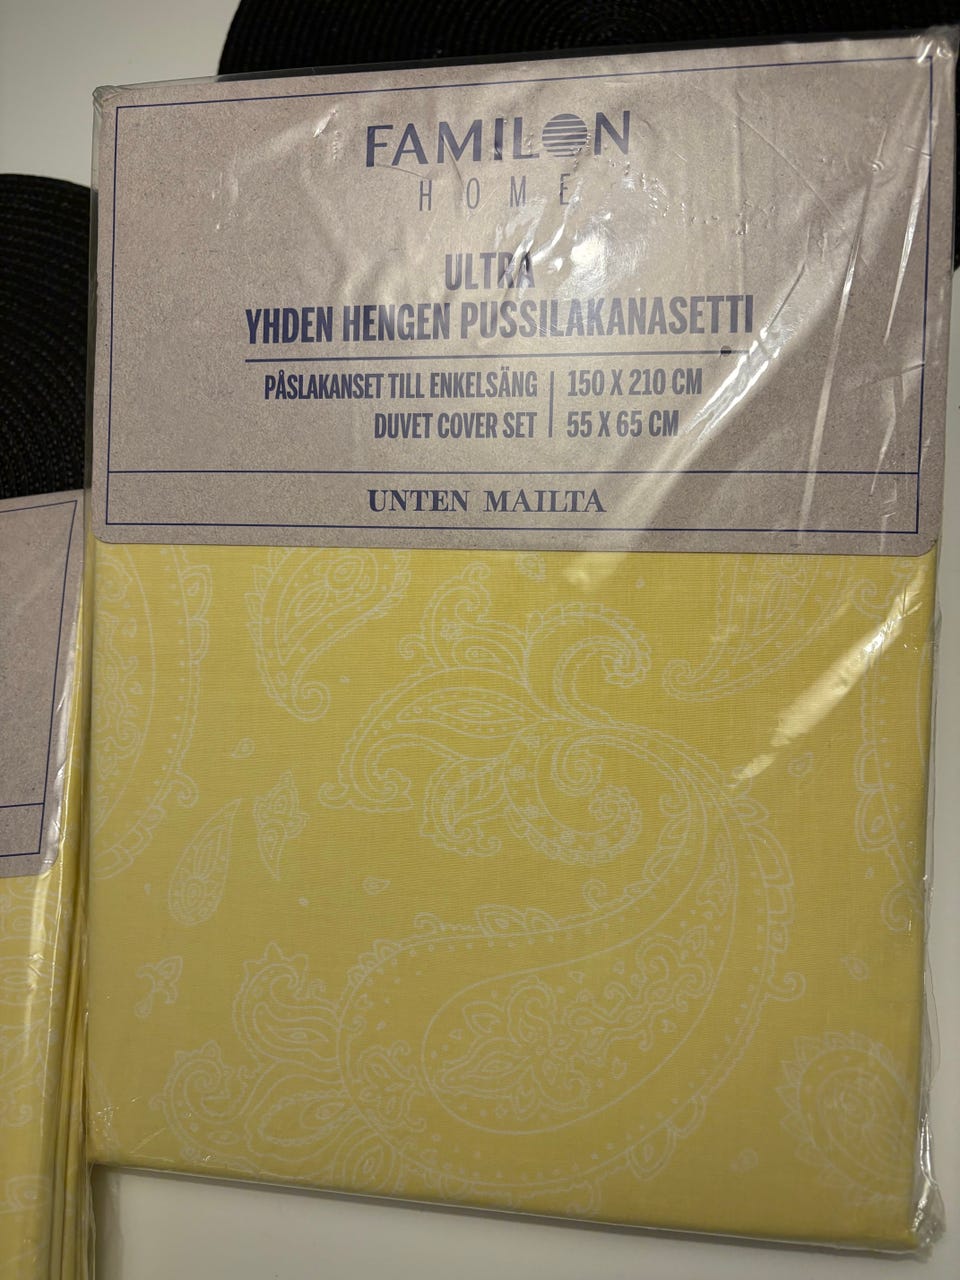 FAMILON
HOME
ULTRA
YHDEN HENGEN PUSSILAKANASETTI
PÅSLAKANSET TILL ENKELSÄNG | 150 X 210 CM
DUVET COVER SET | 55 X 65 CM
UNTEN MAILTA